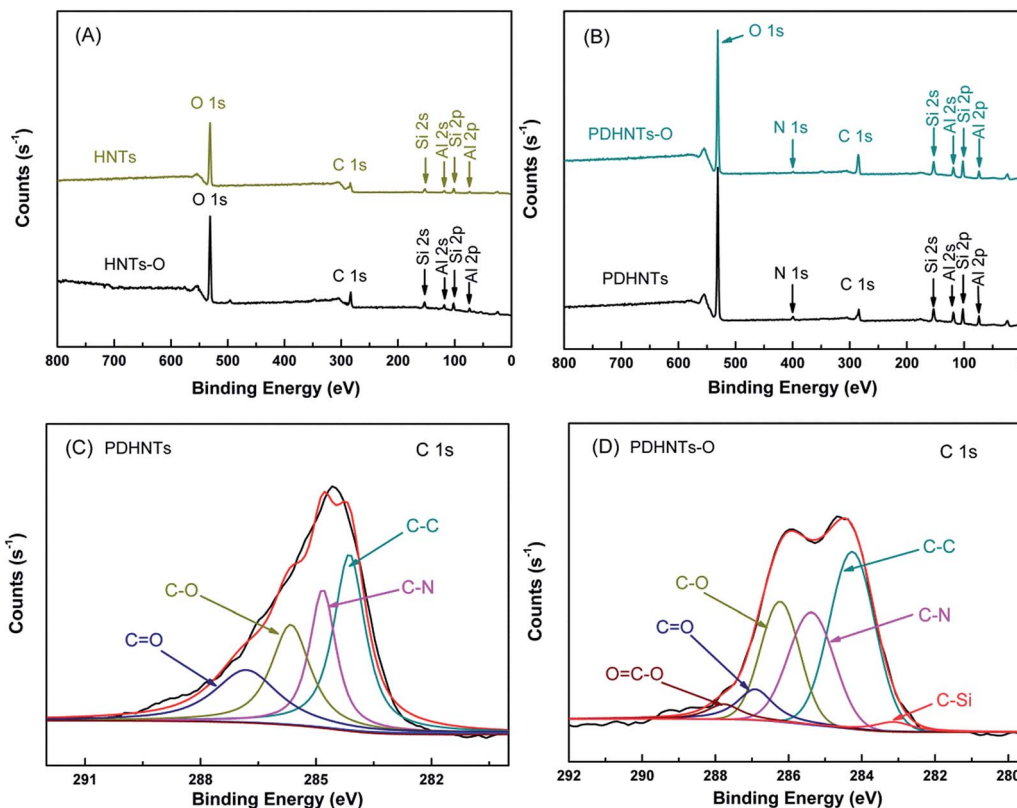 (A)
O 1s
HNTs
C 1s
Si 2s
Al 2s
Si 2p
Al 2p
O 1s
HNTs-O
C 1s
Si 2s
Al 2s
Si 2p
Al 2p
Counts (s-1)
800 700 600 500 400 300 200 100 0
Binding Energy (eV)
(B)
O 1s
PDHNTs-O
N 1s
C 1s
Si 2s
Al 2s
Si 2p
Al 2p
PDHNTs
N 1s
C 1s
Si 2s
Al 2s
Si 2p
Al 2p
Counts (s-1)
800 700 600 500 400 300 200 100
Binding Energy (eV)
(C) PDHNTs C 1s
C-C
C-N
C-O
C=O
Counts (s-1)
291 288 285 282
Binding Energy (eV)
(D) PDHNTs-O C 1s
C-C
C-O
C-N
C=O
O=C-O
C-Si
Counts (s-1)
292 290 288 286 284 282 280
Binding Energy (eV)